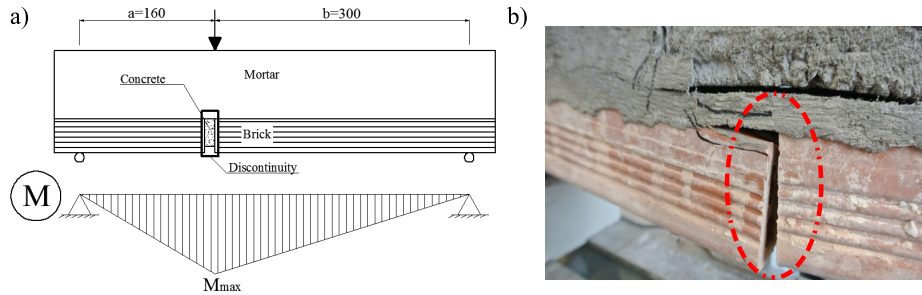 a)
a=160
b=300
Concrete
Mortar
Brick
Discontinuity
M
Mmax
b)